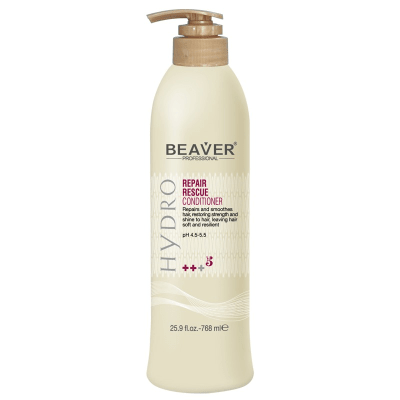 BEAVER®
PROFESSIONAL
HYDRO
REPAIR
RESCUE
CONDITIONER
Repairs and smoothes
hair, restoring strength and
shine to hair, leaving hair
soft and resilient
pH 4.5-5.5
+++5
25.9 fl.oz.-768 ml℮